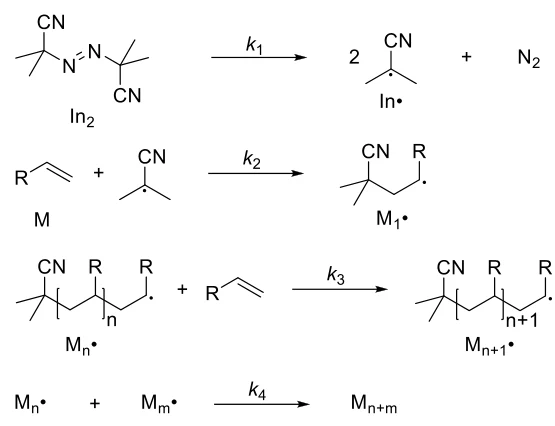 CN
N
N
CN
In2
k1
2
CN
In•
+
N2
R
M
+
CN
k2
CN
R
M1•
CN
R
R
n
Mn•
+
R
k3
CN
R
R
n+1
Mn+1•
Mn• + Mm• k4 Mn+m